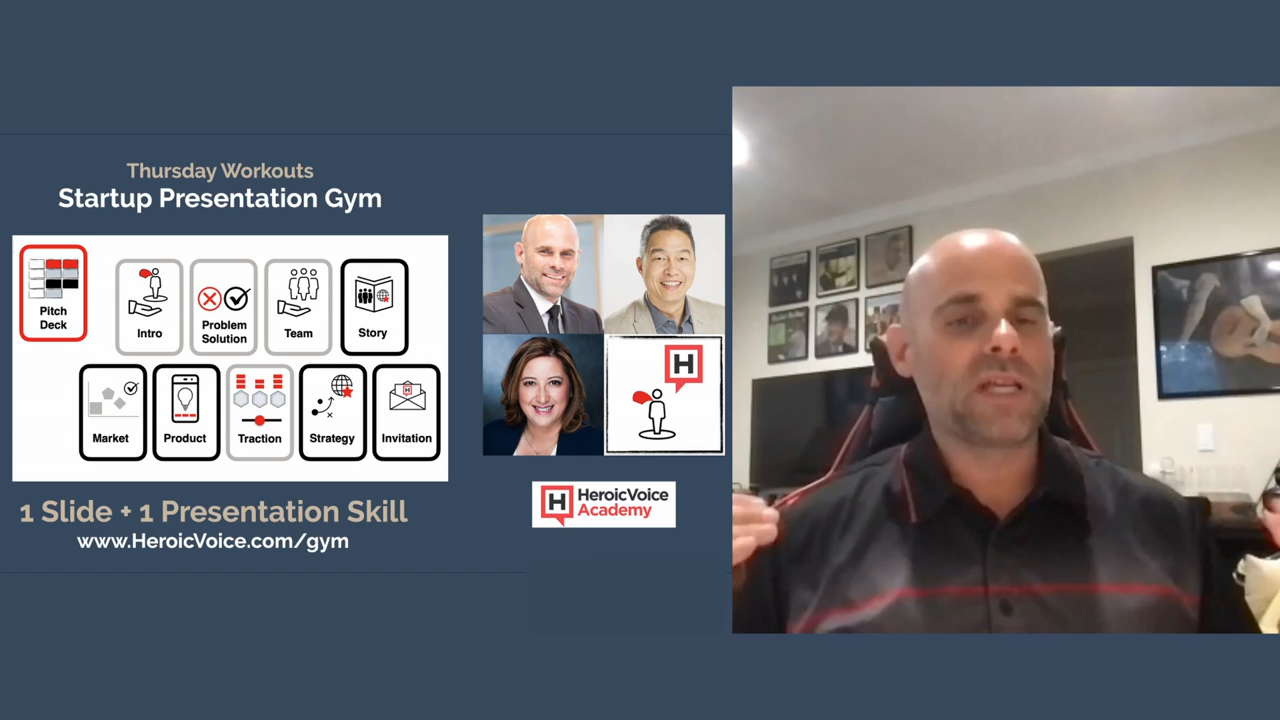 Thursday Workouts
Startup Presentation Gym
Pitch
Deck
Intro
Problem
Solution
Team
Story
Market
Product
Traction
Strategy
Invitation
H
H
HeroicVoice
Academy
1 Slide + 1 Presentation Skill
www.HeroicVoice.com/gym